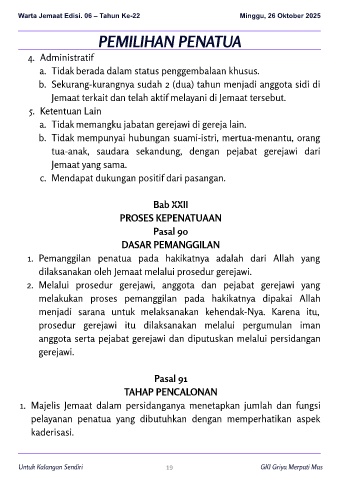 Warta Jemaat Edisi. 06 – Tahun Ke-22 Minggu, 26 Oktober 2025
PEMILIHAN PENATUA
4. Administratif
a. Tidak berada dalam status penggembalaan khusus.
b. Sekurang-kurangnya sudah 2 (dua) tahun menjadi anggota sidi di
Jemaat terkait dan telah aktif melayani di Jemaat tersebut.
5. Ketentuan Lain
a. Tidak memangku jabatan gerejawi di gereja lain.
b. Tidak mempunyai hubungan suami-istri, mertua-menantu, orang
tua-anak, saudara sekandung, dengan pejabat gerejawi dari
Jemaat yang sama.
c. Mendapat dukungan positif dari pasangan.
Bab XXII
PROSES KEPENATUAAN
Pasal 90
DASAR PEMANGGILAN
1. Pemanggilan penatua pada hakikatnya adalah dari Allah yang
dilaksanakan oleh Jemaat melalui prosedur gerejawi.
2. Melalui prosedur gerejawi, anggota dan pejabat gerejawi yang
melakukan proses pemanggilan pada hakikatnya dipakai Allah
menjadi sarana untuk melaksanakan kehendak-Nya. Karena itu,
prosedur gerejawi itu dilaksanakan melalui pergumulan iman
anggota serta pejabat gerejawi dan diputuskan melalui persidangan
gerejawi.
Pasal 91
TAHAP PENCALONAN
1. Majelis Jemaat dalam persidangannya menetapkan jumlah dan fungsi
pelayanan penatua yang dibutuhkan dengan memperhatikan aspek
kaderisasi.
Untuk Kalangan Sendiri 19 GKI Griya Merpati Mas